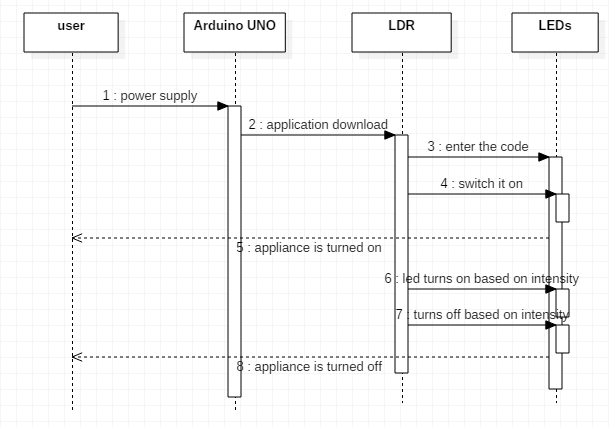 user
Arduino UNO
LDR
LEDs
1 : power supply
2 : application download
3 : enter the code
4 : switch it on
5 : appliance is turned on
6 : led turns on based on intensity
7 : turns off based on intensity
8 : appliance is turned off